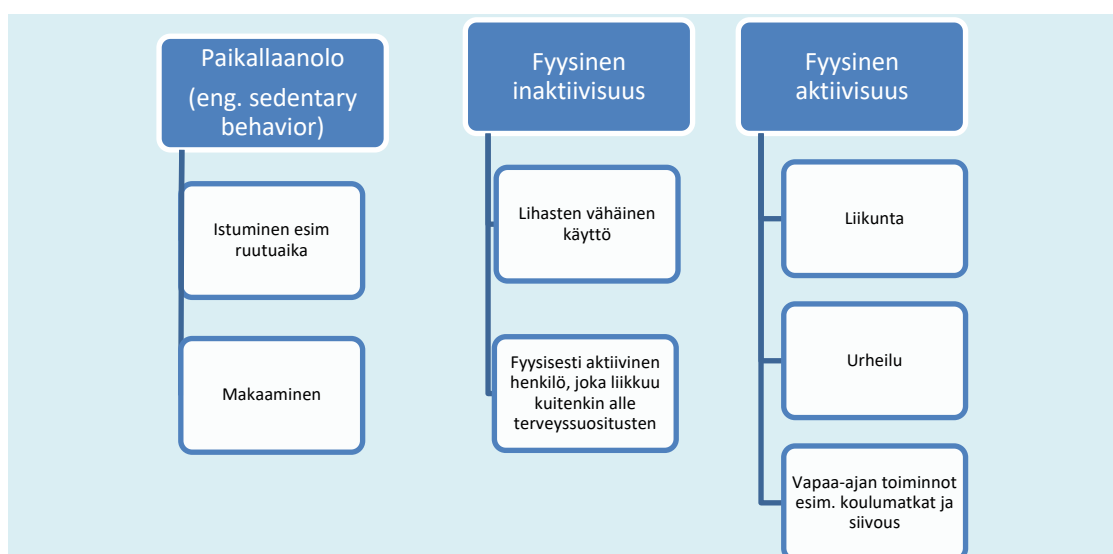 Paikallaanolo
(eng. sedentary
behavior)
Istuminen esim
ruutuaika
Makaaminen
Fyysinen
inaktiivisuus
Lihasten vähäinen
käyttö
Fyysisesti aktiivinen
henkilö, joka liikkuu
kuitenkin alle
terveyssuositusten
Fyysinen
aktiivisuus
Liikunta
Urheilu
Vapaa-ajan toiminnot
esim. koulumatkat ja
siivous